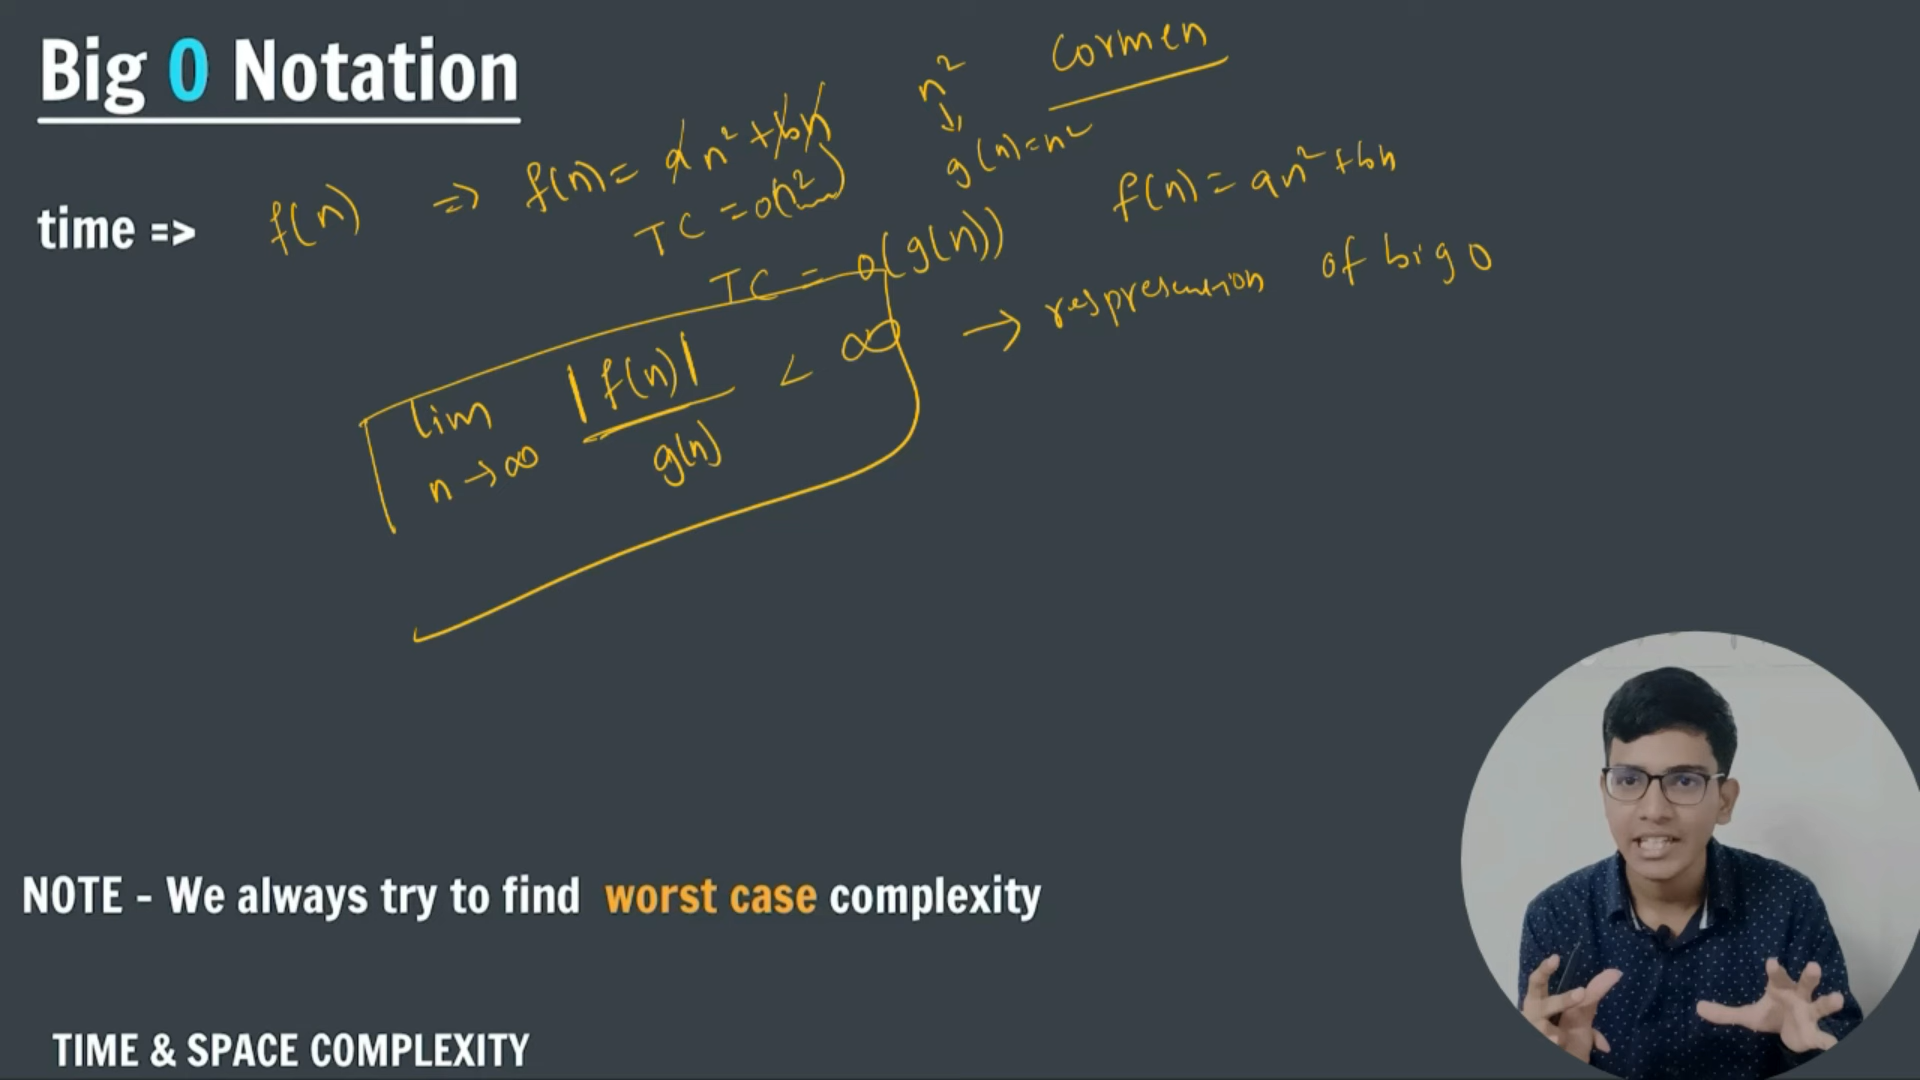 Big O Notation
cormen
n²
↓
g(n)=n²
time => f(n) => f(n) = an² + bn
TC = O(n²)
f(n) = an² + bn
TC = O(g(n))
lim n→∞ |f(n)| / g(n) < ∞ → respresentation of big O
NOTE - We always try to find worst case complexity
TIME & SPACE COMPLEXITY